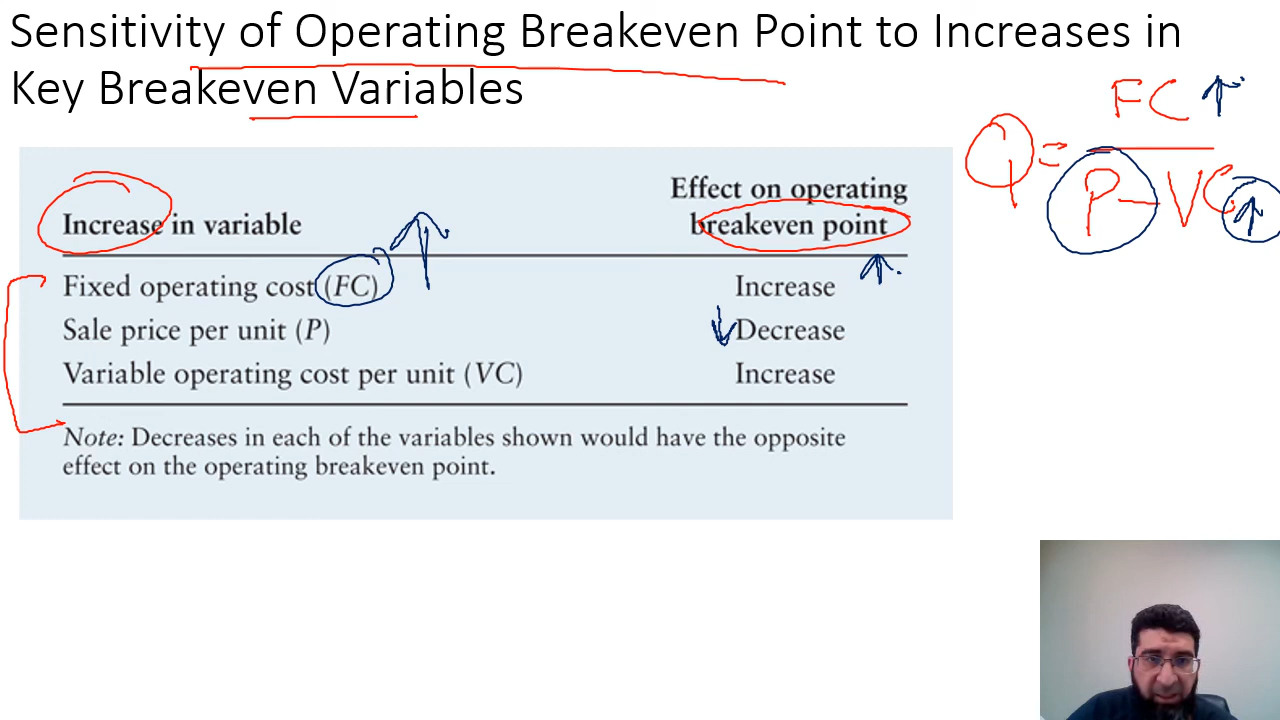 Sensitivity of Operating Breakeven Point to Increases in
Key Breakeven Variables
Q = FC ↑
P - VC ↑
Effect on operating
Increase in variable breakeven point
Fixed operating cost (FC) Increase
Sale price per unit (P) Decrease
Variable operating cost per unit (VC) Increase
Note: Decreases in each of the variables shown would have the opposite
effect on the operating breakeven point.